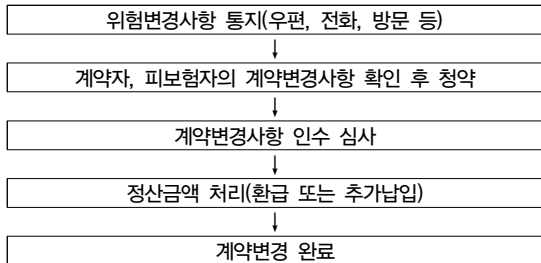 위험변경사항 통지(우편, 전화, 방문 등)
계약자, 피보험자의 계약변경사항 확인 후 청약
계약변경사항 인수 심사
정산금액 처리(환급 또는 추가납입)
계약변경 완료